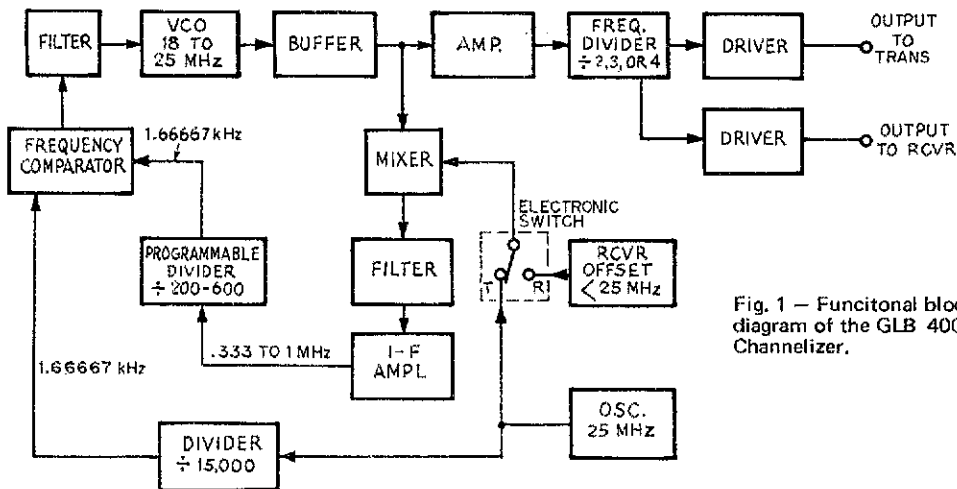 FILTER
VCO
18 TO
25 MHz
BUFFER
AMP.
FREQ.
DIVIDER
÷ 2,3, OR 4
DRIVER
OUTPUT
TO
TRANS
1.66667 kHz
FREQUENCY
COMPARATOR
MIXER
DRIVER
OUTPUT
TO RCVR
ELECTRONIC
SWITCH
PROGRAMMABLE
DIVIDER
÷ 200-600
FILTER
T
R
RCVR
OFFSET
< 25 MHz
.333 TO 1 MHz
I-F
AMPL
1.66667 kHz
DIVIDER
÷ 15,000
OSC.
25 MHz
Fig. 1 — Funcitonal bloc
diagram of the GLB 400
Channelizer.